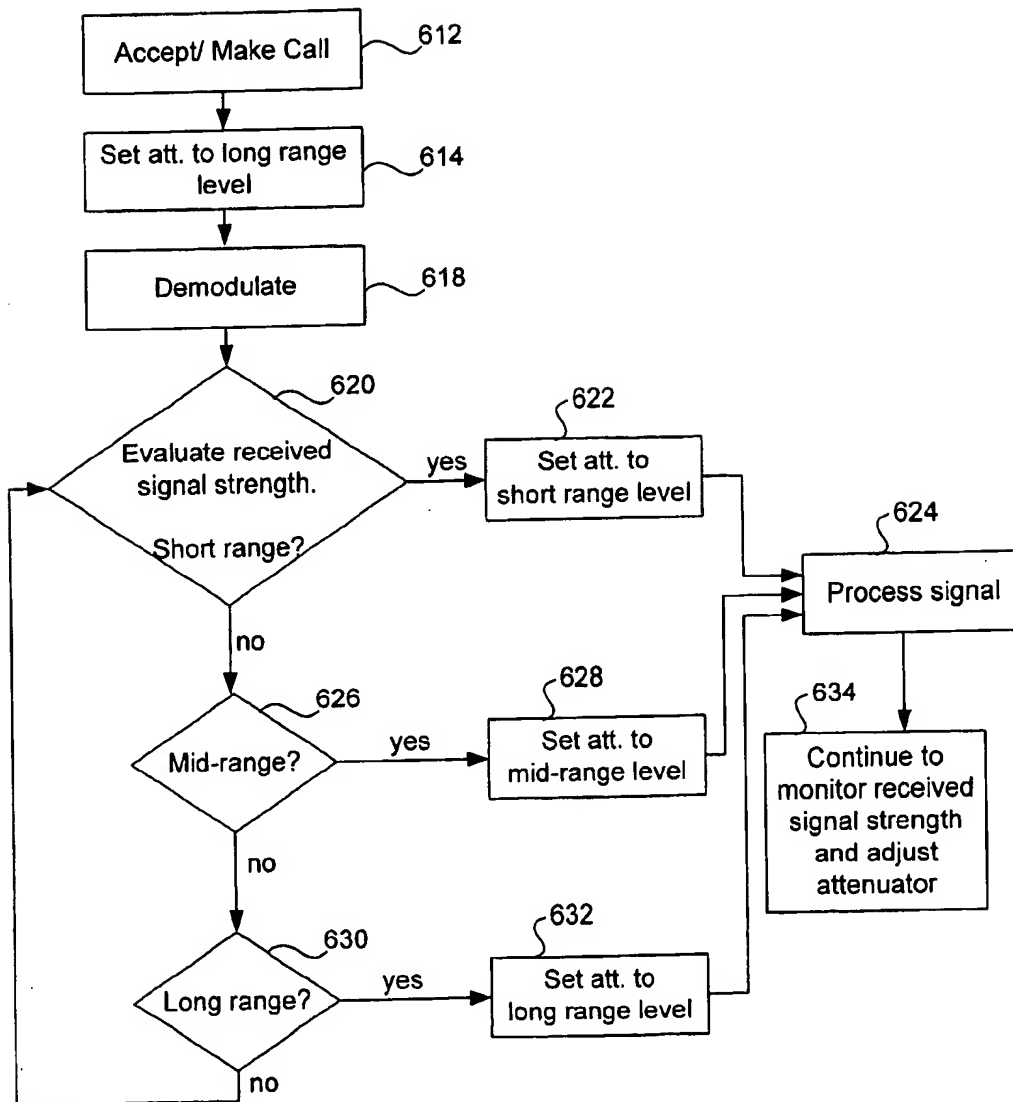 Accept/ Make Call
612
Set att. to long range
level
614
Demodulate
618
620
Evaluate received
signal strength.
Short range?
yes
622
Set att. to
short range level
624
Process signal
no
626
Mid-range?
yes
628
Set att. to
mid-range level
634
Continue to
monitor received
signal strength
and adjust
attenuator
no
630
Long range?
yes
632
Set att. to
long range level
no